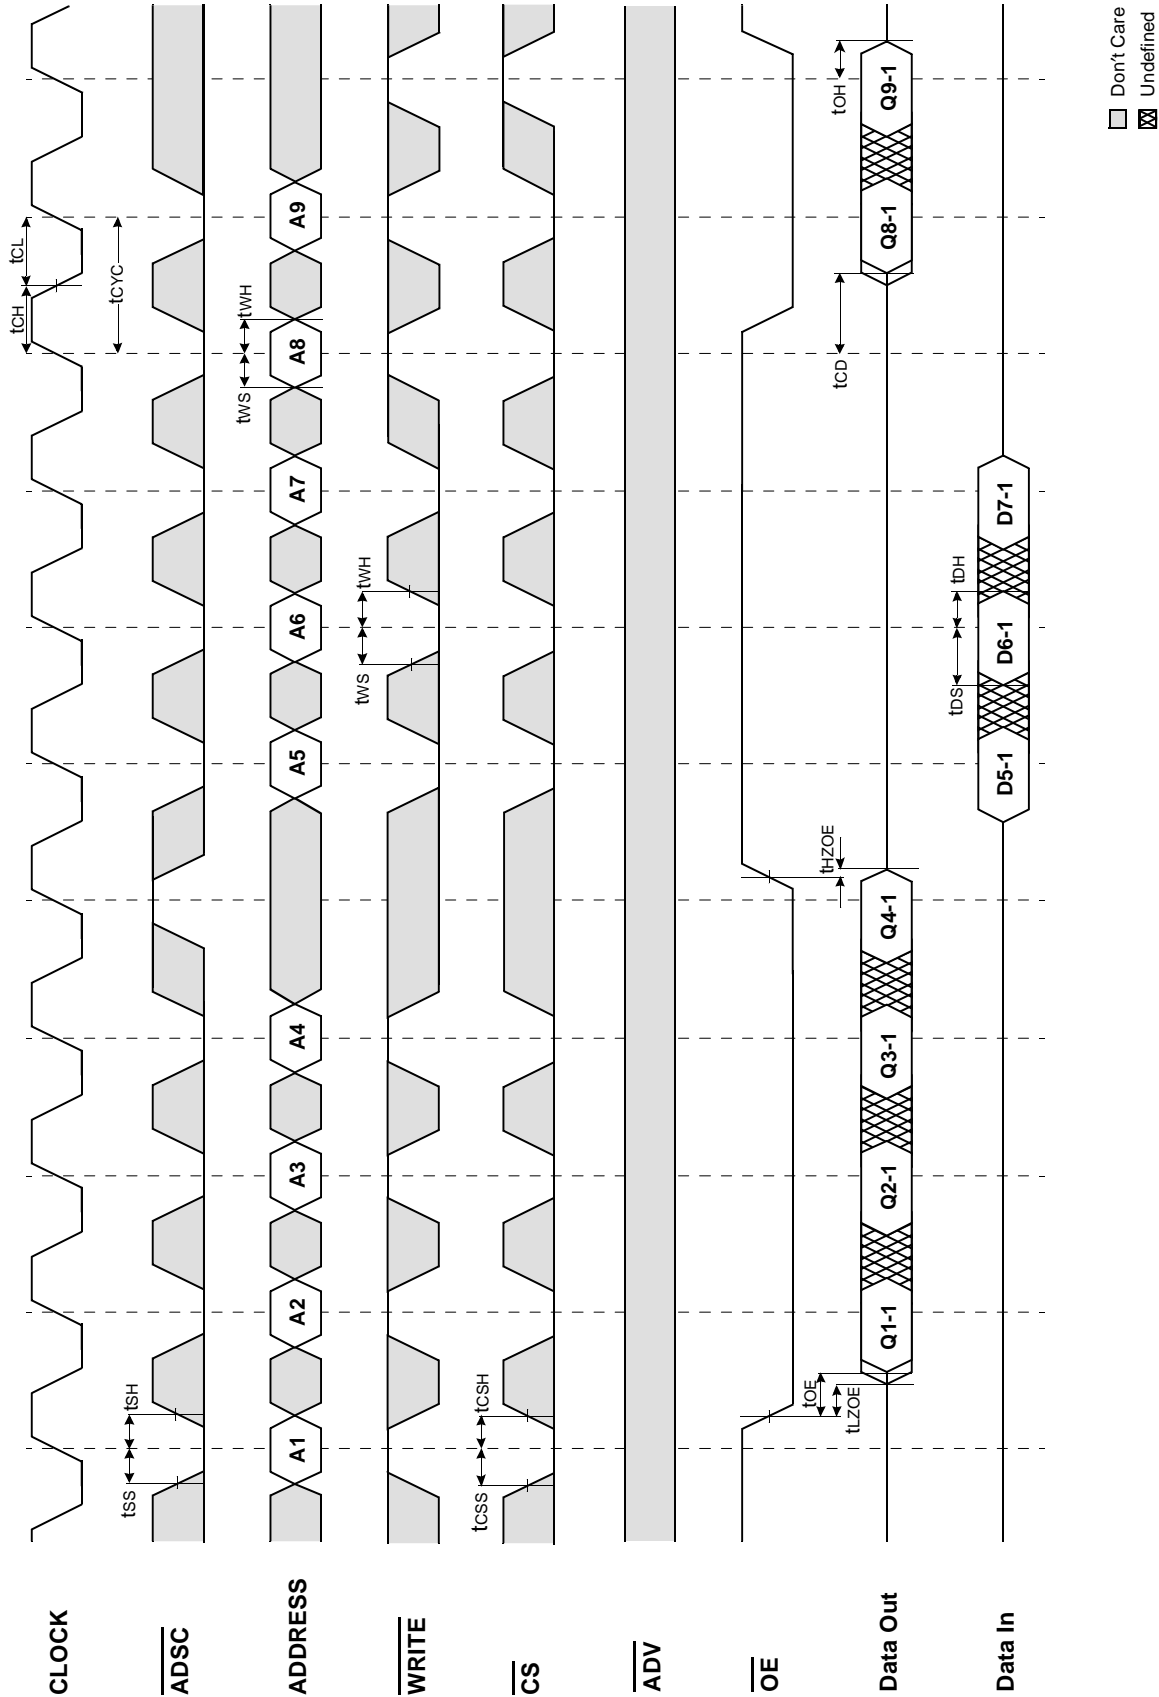 CLOCK
tCH
tCL
tCYC
ADSC
tSS
tSH
ADDRESS
A1
A2
A3
A4
A5
A6
A7
A8
A9
tWS
tWH
WRITE
tWS
tWH
CS
tCSS
tCSH
ADV
OE
Data Out
tOE
tLZOE
Q1-1
Q2-1
Q3-1
Q4-1
tHZOE
tCD
Q8-1
Q9-1
tOH
Data In
D5-1
tDS
D6-1
tDH
D7-1
Don't Care
Undefined